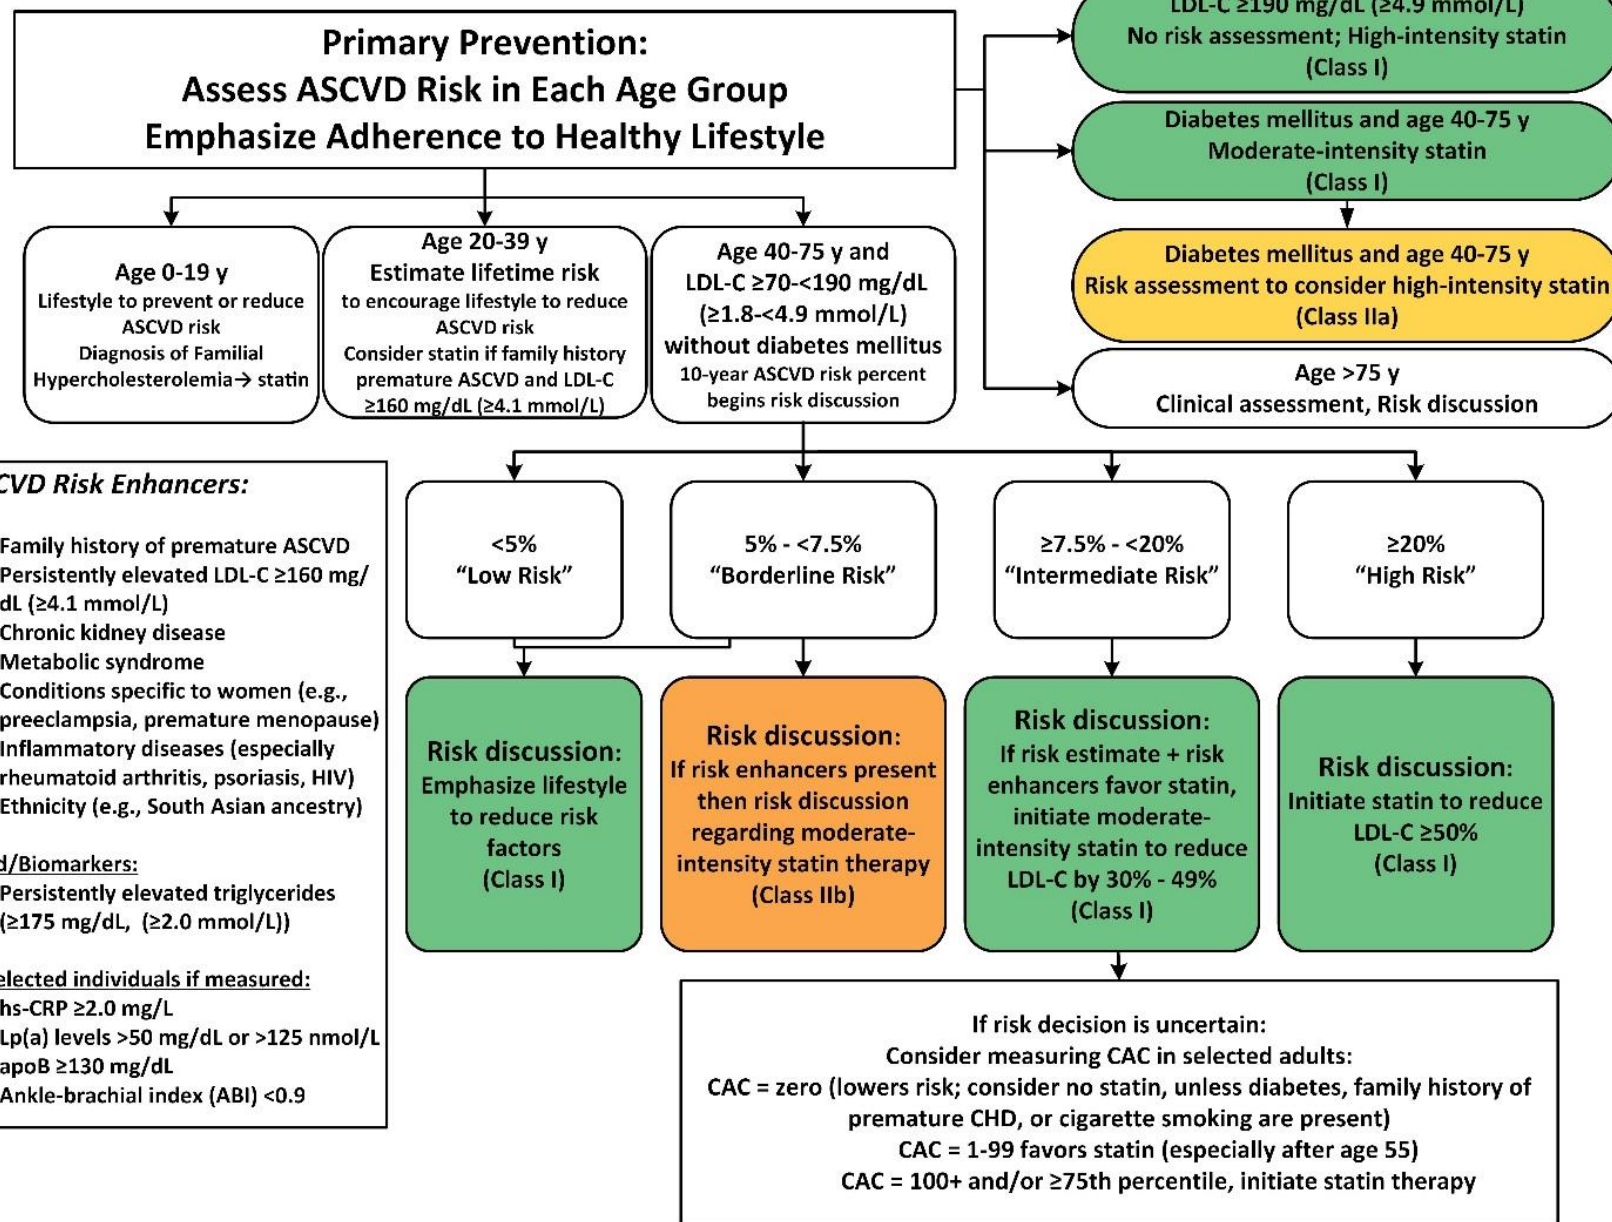 Primary Prevention:
Assess ASCVD Risk in Each Age Group
Emphasize Adherence to Healthy Lifestyle
LDL-C ≥190 mg/dL (≥4.9 mmol/L)
No risk assessment; High-intensity statin
(Class I)
Diabetes mellitus and age 40-75 y
Moderate-intensity statin
(Class I)
Diabetes mellitus and age 40-75 y
Risk assessment to consider high-intensity statin
(Class IIa)
Age >75 y
Clinical assessment, Risk discussion
Age 0-19 y
Lifestyle to prevent or reduce
ASCVD risk
Diagnosis of Familial
Hypercholesterolemia→ statin
Age 20-39 y
Estimate lifetime risk
to encourage lifestyle to reduce
ASCVD risk
Consider statin if family history
premature ASCVD and LDL-C
≥160 mg/dL (≥4.1 mmol/L)
Age 40-75 y and
LDL-C ≥70-<190 mg/dL
(≥1.8-<4.9 mmol/L)
without diabetes mellitus
10-year ASCVD risk percent
begins risk discussion
CVD Risk Enhancers:
Family history of premature ASCVD
Persistently elevated LDL-C ≥160 mg/
dL (≥4.1 mmol/L)
Chronic kidney disease
Metabolic syndrome
Conditions specific to women (e.g.,
preeclampsia, premature menopause)
Inflammatory diseases (especially
rheumatoid arthritis, psoriasis, HIV)
Ethnicity (e.g., South Asian ancestry)
d/Biomarkers:
Persistently elevated triglycerides
(≥175 mg/dL, (≥2.0 mmol/L))
elected individuals if measured:
hs-CRP ≥2.0 mg/L
Lp(a) levels >50 mg/dL or >125 nmol/L
apoB ≥130 mg/dL
Ankle-brachial index (ABI) <0.9
<5%
“Low Risk”
5% - <7.5%
“Borderline Risk”
≥7.5% - <20%
“Intermediate Risk”
≥20%
“High Risk”
Risk discussion:
Emphasize lifestyle
to reduce risk
factors
(Class I)
Risk discussion:
If risk enhancers present
then risk discussion
regarding moderate-
intensity statin therapy
(Class IIb)
Risk discussion:
If risk estimate + risk
enhancers favor statin,
initiate moderate-
intensity statin to reduce
LDL-C by 30% - 49%
(Class I)
Risk discussion:
Initiate statin to reduce
LDL-C ≥50%
(Class I)
If risk decision is uncertain:
Consider measuring CAC in selected adults:
CAC = zero (lowers risk; consider no statin, unless diabetes, family history of
premature CHD, or cigarette smoking are present)
CAC = 1-99 favors statin (especially after age 55)
CAC = 100+ and/or ≥75th percentile, initiate statin therapy